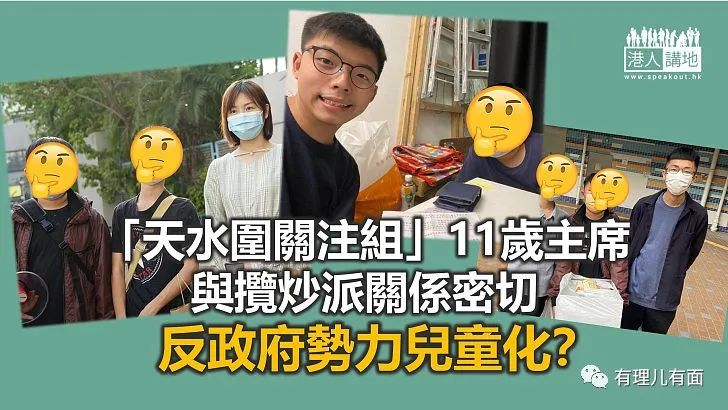 港人講地
www.speakout.hk
「天水圍關注組」11歲主席
與攬炒派關係密切
反政府勢力兒童化?
有理儿有面